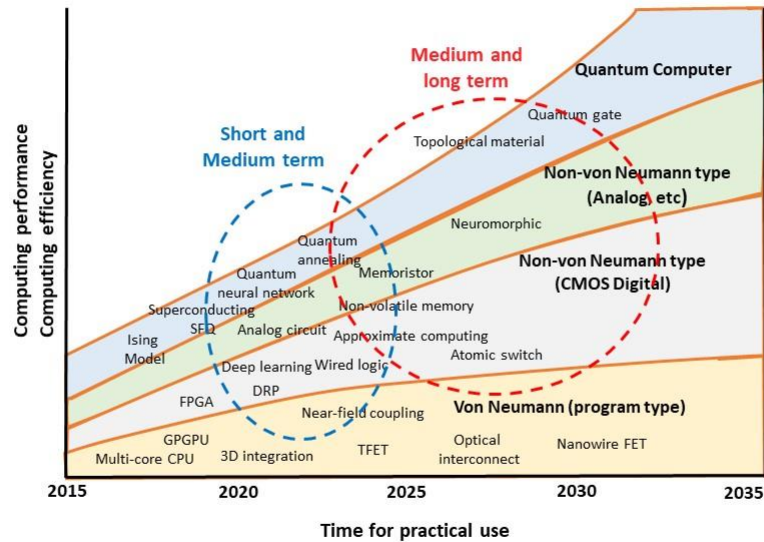 Medium and
long term
Quantum Computer
Quantum gate
Short and
Medium term
Topological material
Non-von Neumann type
(Analog, etc)
Neuromorphic
Quantum
annealing
Memoristor
Non-von Neumann type
(CMOS Digital)
Quantum
neural network
Superconducting
SFQ
Non-volatile memory
Ising
Model
Analog circuit
Approximate computing
Atomic switch
Deep learning
Wired logic
DRP
FPGA
Near-field coupling
Von Neumann (program type)
GPGPU
Multi-core CPU
3D integration
TFET
Optical
interconnect
Nanowire FET
Computing performance
Computing efficiency
2015
2020
2025
2030
2035
Time for practical use